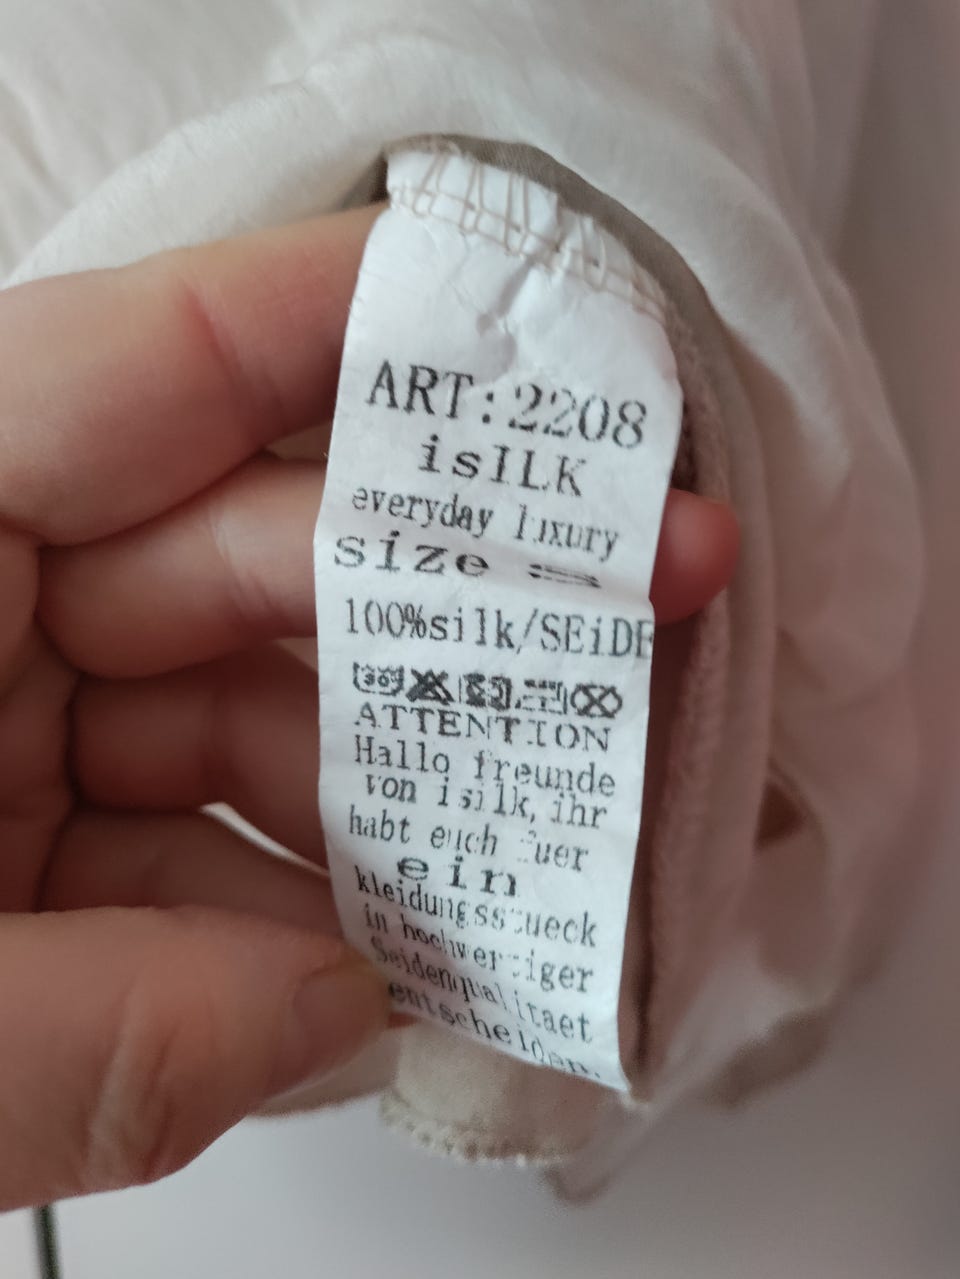 ART:2208
isILK
everyday luxury
size =
100%silk/SEiDE
30
ATTENTION
Hallo freunde
von isilk, ihr
habt euch fuer
ein
kleidungsstueck
in hochwertiger
Seidenqualitaet
entscheiden.